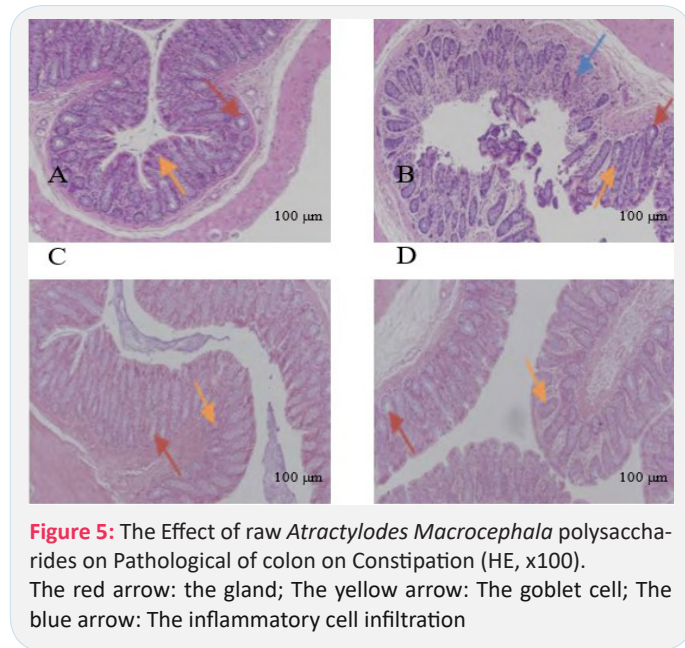 A
100 μm
B
100 μm
C
D
100 μm
100 μm
Figure 5: The Effect of raw Atractylodes Macrocephala polysaccha-
rides on Pathological of colon on Constipation (HE, x100).
The red arrow: the gland; The yellow arrow: The goblet cell; The
blue arrow: The inflammatory cell infiltration